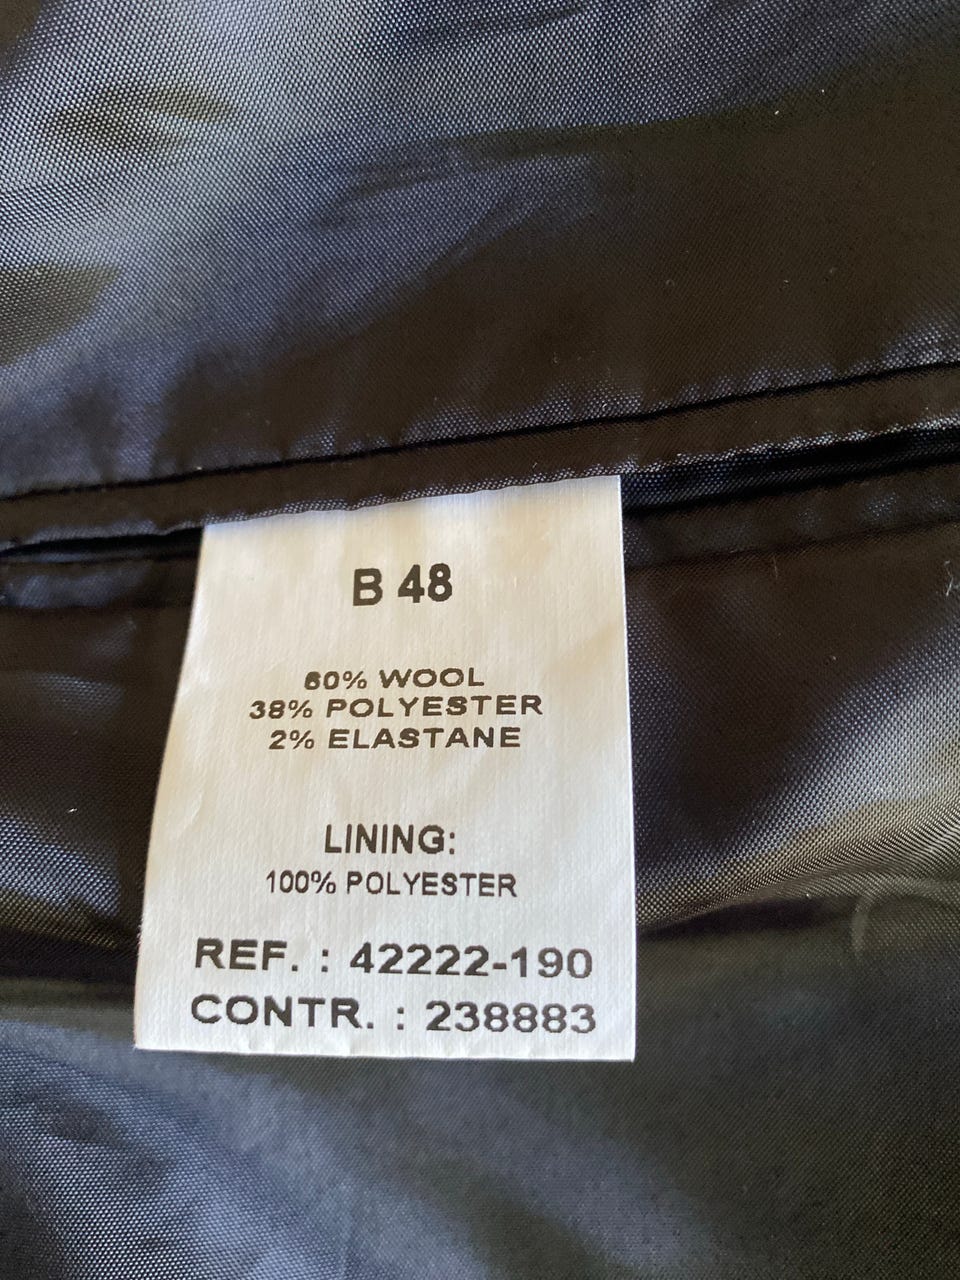 B 48
60% WOOL
38% POLYESTER
2% ELASTANE
LINING:
100% POLYESTER
REF. : 42222-190
CONTR. : 238883